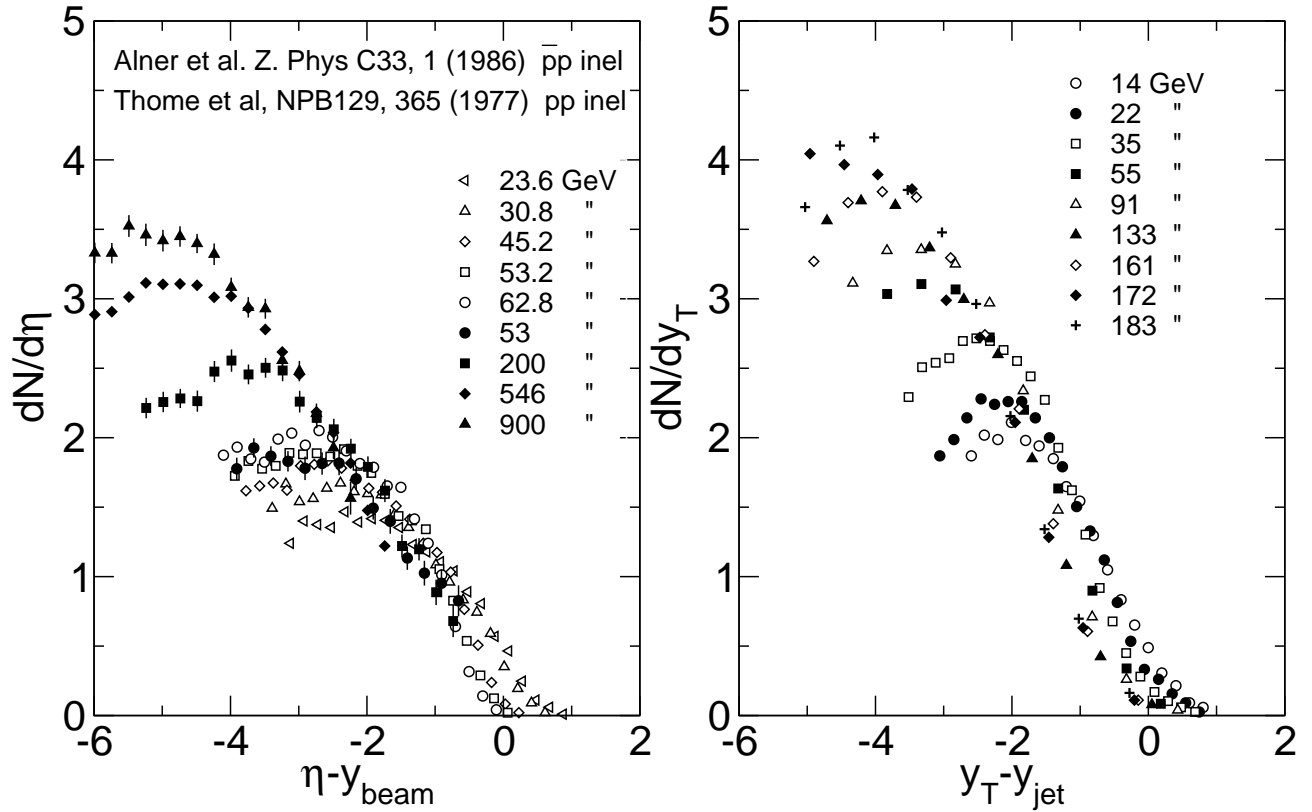 5
4
3
2
1
0
dN/dη
Alner et al. Z. Phys C33, 1 (1986) p̄p inel
Thome et al, NPB129, 365 (1977) pp inel
23.6 GeV
30.8 "
45.2 "
53.2 "
62.8 "
53 "
200 "
546 "
900 "
-6 -4 -2 0 2
η-y_beam
5
4
3
2
1
0
dN/dy_T
14 GeV
22 "
35 "
55 "
91 "
133 "
161 "
172 "
183 "
-6 -4 -2 0 2
y_T-y_jet